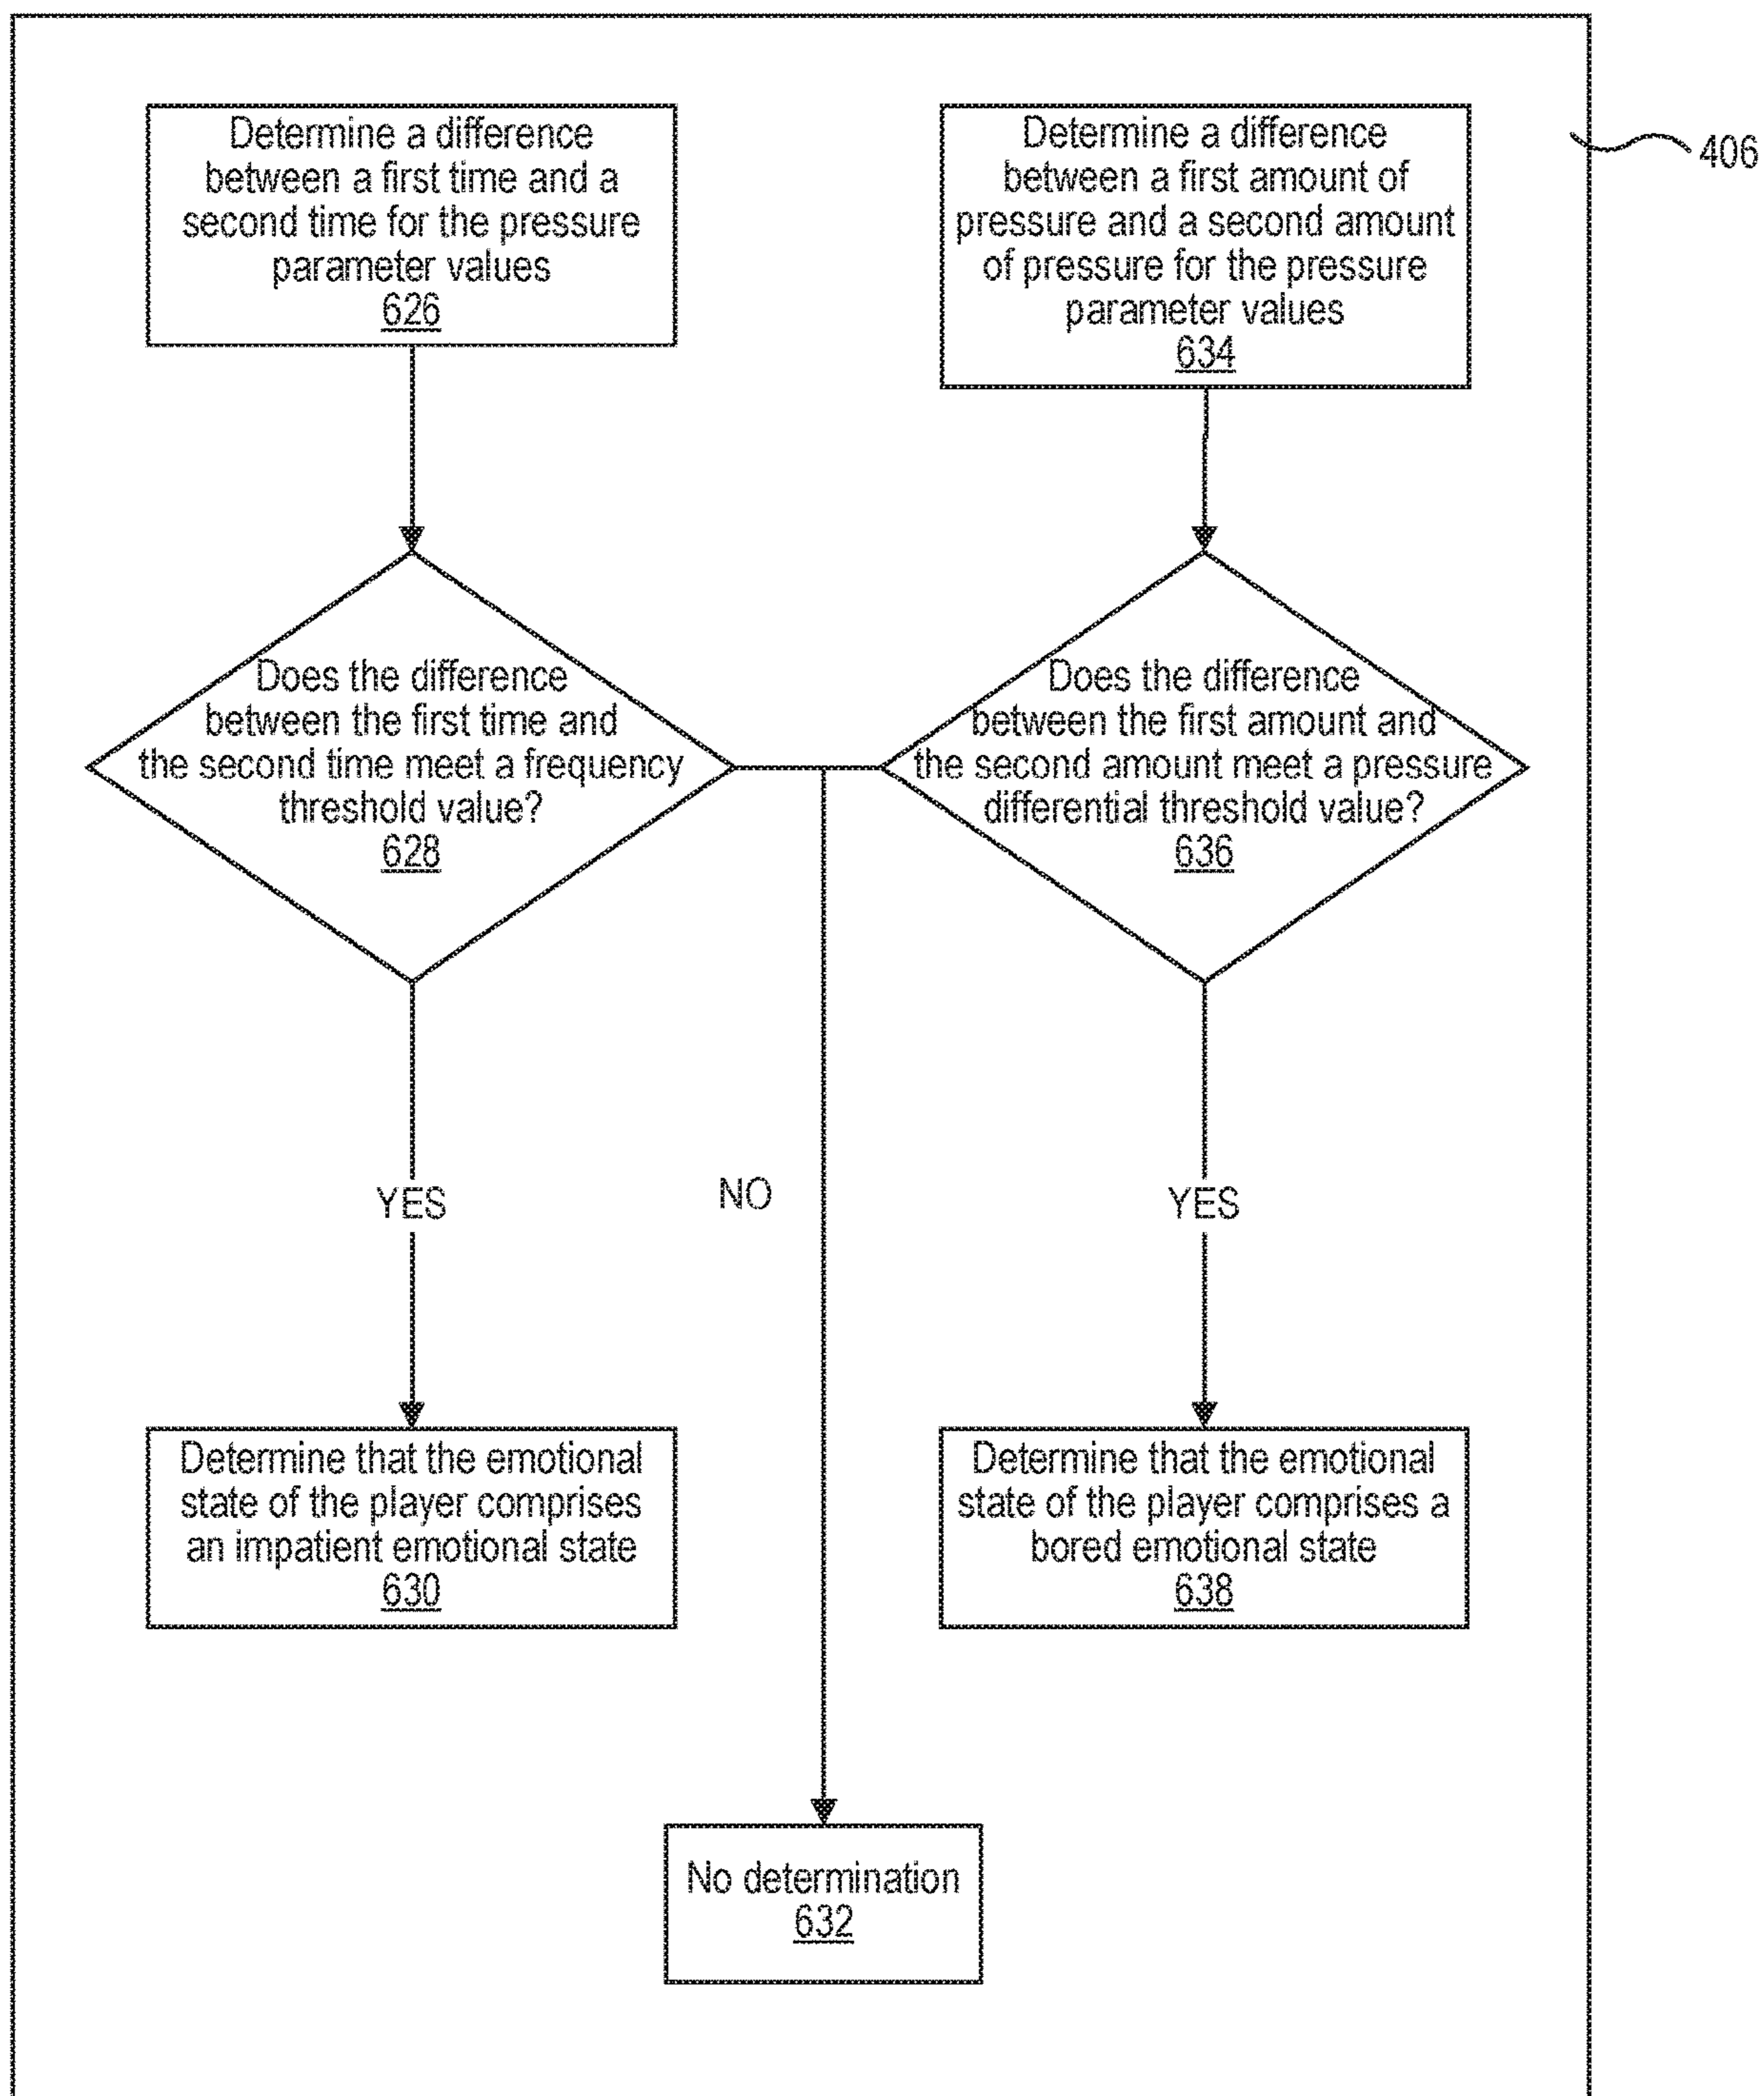 Determine a difference
between a first time and a
second time for the pressure
parameter values
626
Determine a difference
between a first amount of
pressure and a second amount
of pressure for the pressure
parameter values
634
406
Does the difference
between the first time and
the second time meet a frequency
threshold value?
628
Does the difference
between the first amount and
the second amount meet a pressure
differential threshold value?
636
YES
NO
YES
Determine that the emotional
state of the player comprises
an impatient emotional state
630
Determine that the emotional
state of the player comprises a
bored emotional state
638
No determination
632